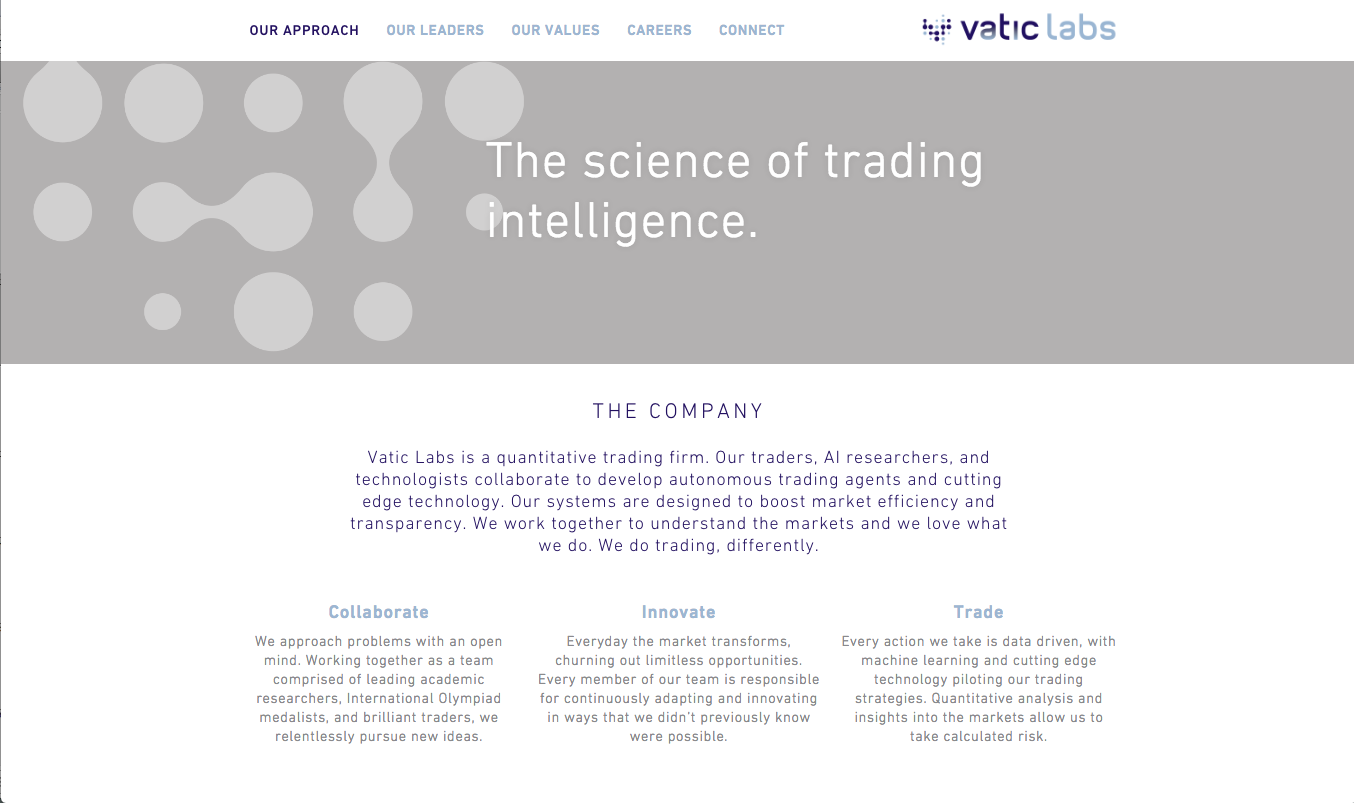 OUR APPROACH OUR LEADERS OUR VALUES CAREERS CONNECT vatic labs
The science of trading
intelligence.
THE COMPANY
Vatic Labs is a quantitative trading firm. Our traders, AI researchers, and
technologists collaborate to develop autonomous trading agents and cutting
edge technology. Our systems are designed to boost market efficiency and
transparency. We work together to understand the markets and we love what
we do. We do trading, differently.
Collaborate
We approach problems with an open
mind. Working together as a team
comprised of leading academic
researchers, International Olympiad
medalists, and brilliant traders, we
relentlessly pursue new ideas.
Innovate
Everyday the market transforms,
churning out limitless opportunities.
Every member of our team is responsible
for continuously adapting and innovating
in ways that we didn't previously know
were possible.
Trade
Every action we take is data driven, with
machine learning and cutting edge
technology piloting our trading
strategies. Quantitative analysis and
insights into the markets allow us to
take calculated risk.